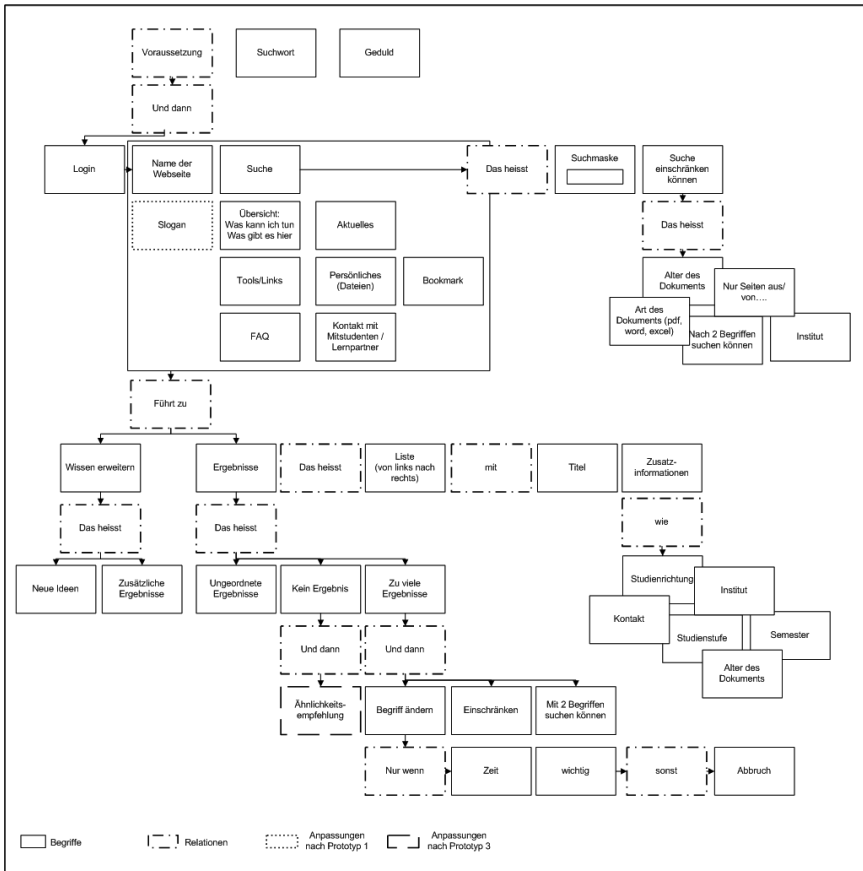 Voraussetzung
Suchwort
Geduld
Und dann
Login
Name der
Webseite
Suche
Das heisst
Suchmaske
Suche
einschränken
können
Slogan
Übersicht:
Was kann ich tun
Was gibt es hier
Aktuelles
Das heisst
Tools/Links
Persönliches
(Dateien)
Bookmark
Alter des
Dokuments
Nur Seiten aus/
von....
Art des
Dokuments (pdf,
word, excel)
Nach 2 Begriffen
suchen können
Institut
FAQ
Kontakt mit
Mitstudenten /
Lernpartner
Führt zu
Wissen erweitern
Ergebnisse
Das heisst
Liste
(von links nach
rechts)
mit
Titel
Zusatz-
informationen
Das heisst
Das heisst
wie
Neue Ideen
Zusätzliche
Ergebnisse
Ungeordnete
Ergebnisse
Kein Ergebnis
Zu viele
Ergebnisse
Studienrichtung
Institut
Kontakt
Studienstufe
Semester
Alter des
Dokuments
Und dann
Und dann
Ähnlichkeits-
empfehlung
Begriff ändern
Einschränken
Mit 2 Begriffen
suchen können
Nur wenn
Zeit
wichtig
sonst
Abbruch
Begriffe
Relationen
Anpassungen
nach Prototyp 1
Anpassungen
nach Prototyp 3